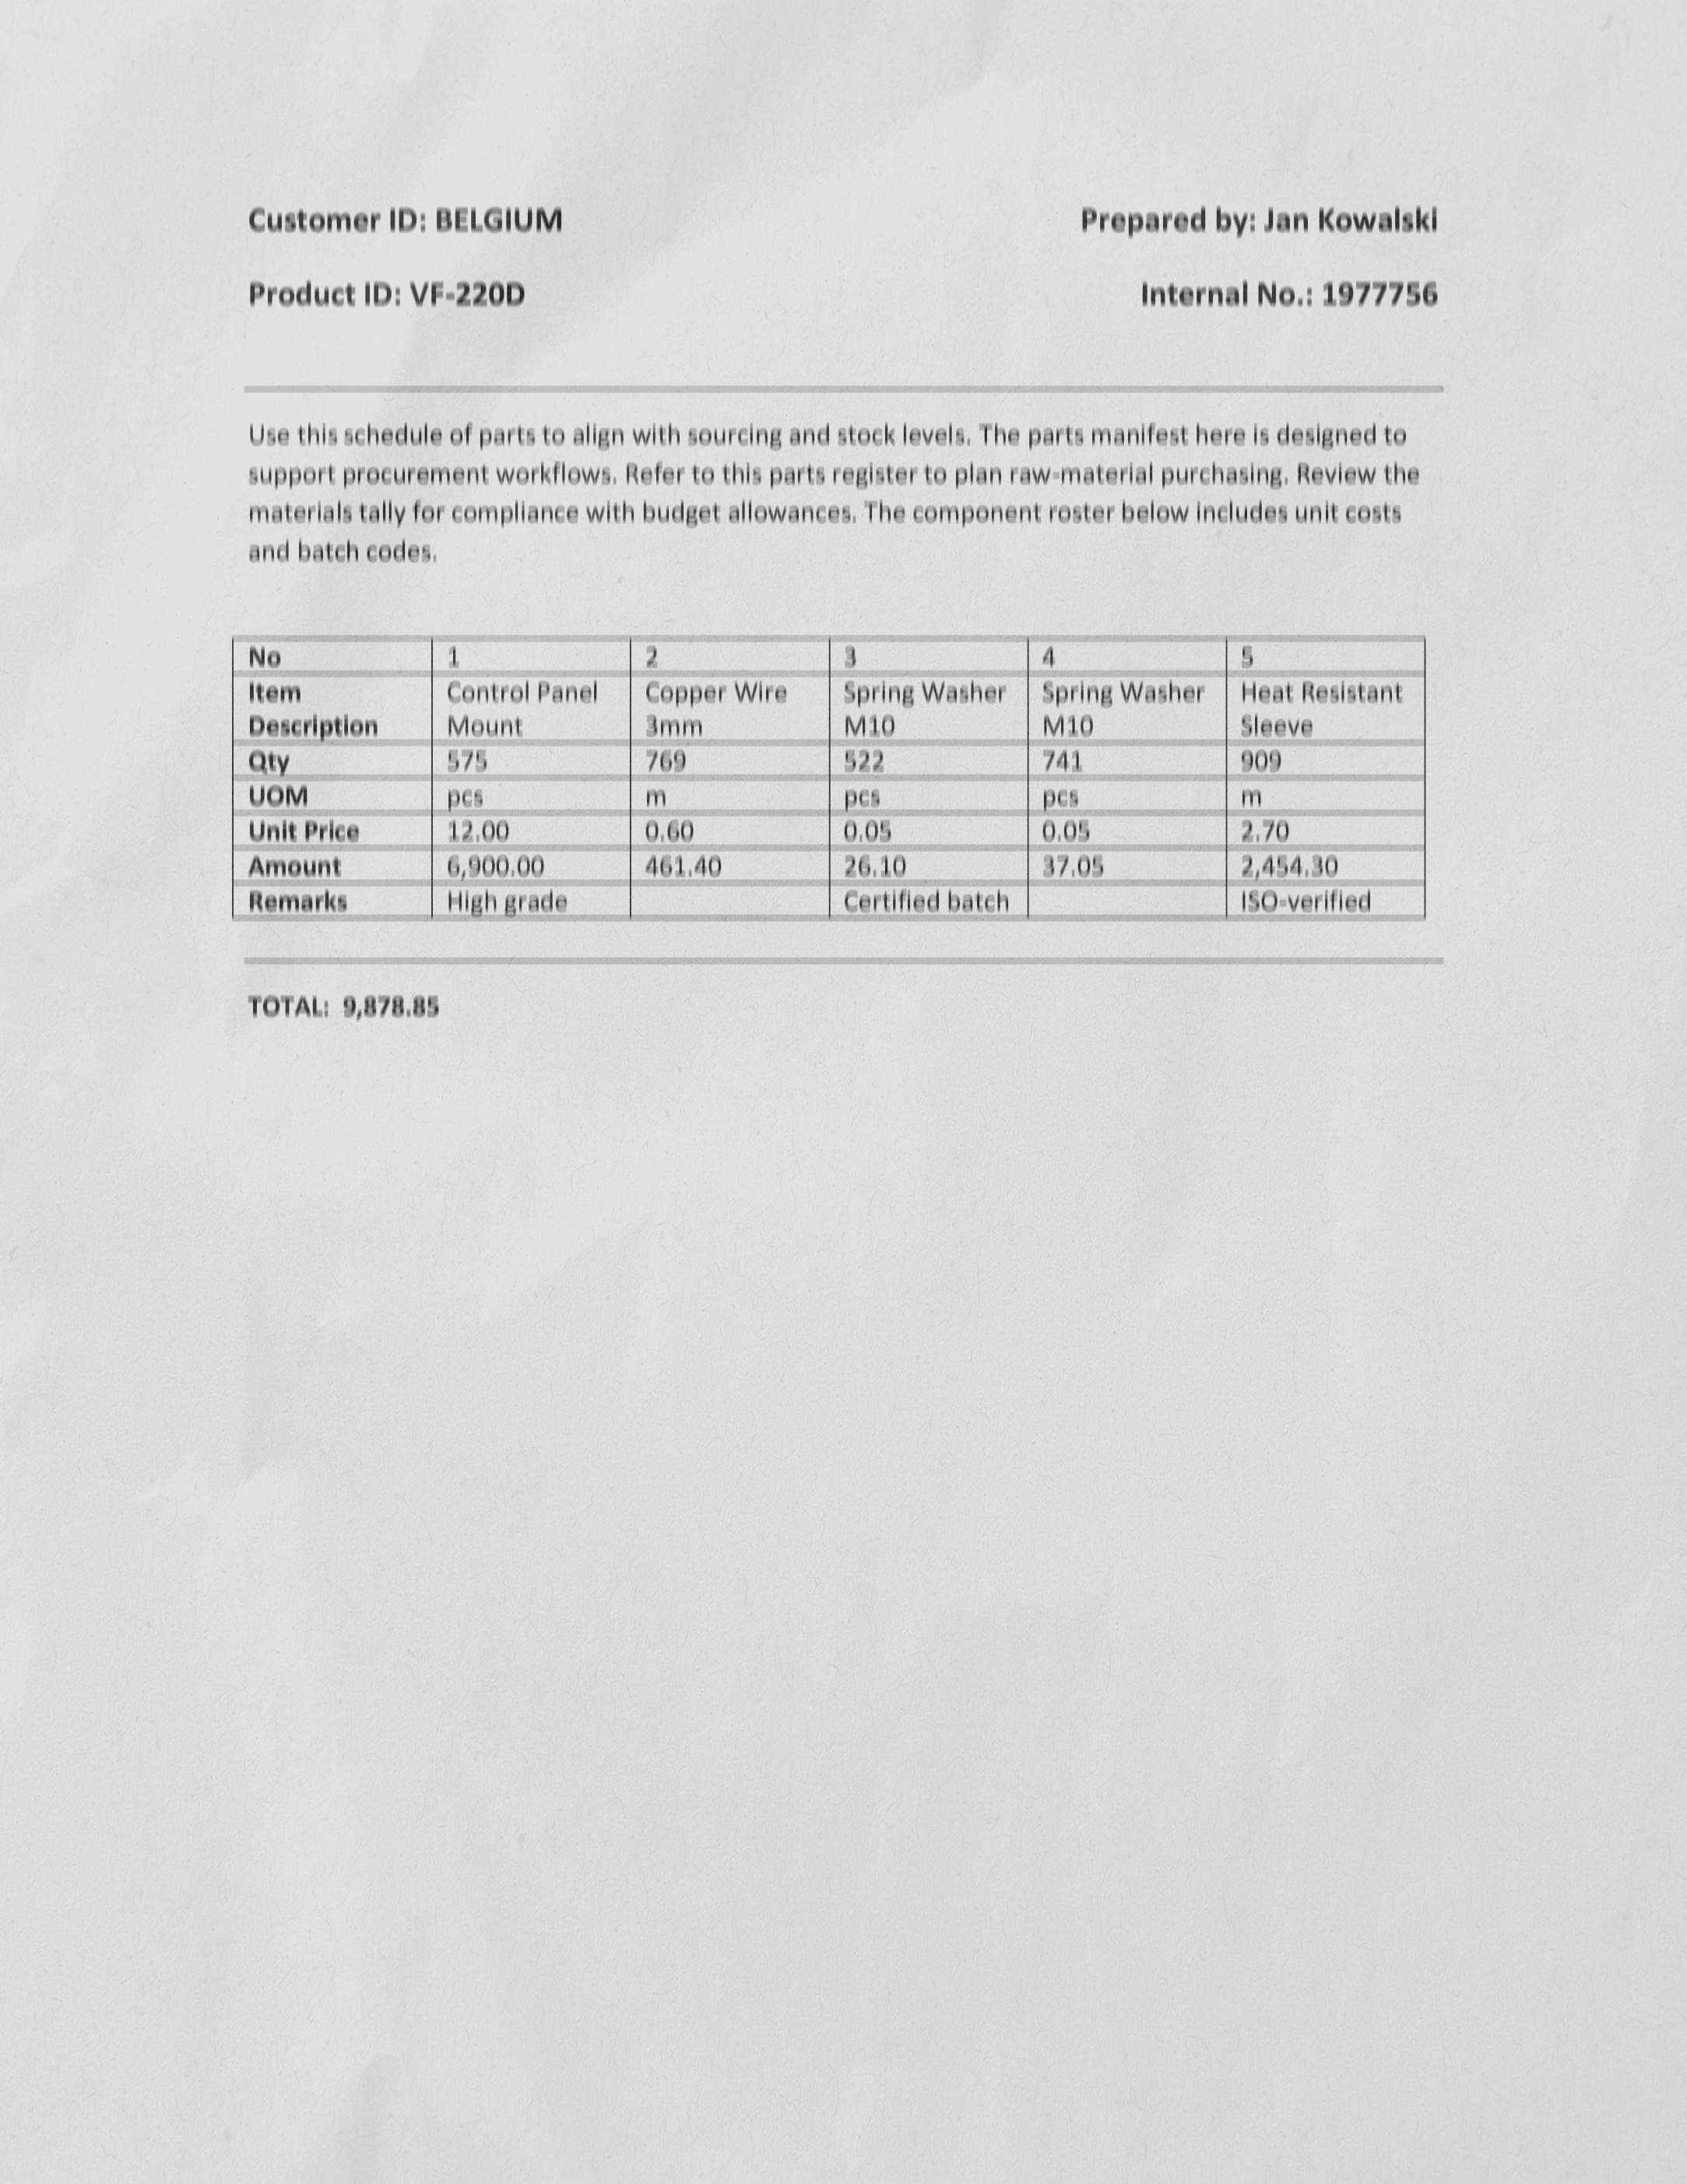 Customer ID: BELGIUM Prepared by: Jan Kowalski
Product ID: VF-220D Internal No.: 1977756
Use this schedule of parts to align with sourcing and stock levels. The parts manifest here is designed to
support procurement workflows. Refer to this parts register to plan raw-material purchasing. Review the
materials tally for compliance with budget allowances. The component roster below includes unit costs
and batch codes.
No 1 2 3 4 5
Item Control Panel Copper Wire Spring Washer Spring Washer Heat Resistant
Description Mount 3mm M10 M10 Sleeve
Qty 575 769 522 741 909
UOM pcs m pcs pcs m
Unit Price 12.00 0.60 0.05 0.05 2.70
Amount 6,900.00 461.40 26.10 37.05 2,454.30
Remarks High grade Certified batch ISO-verified
TOTAL: 9,878.85